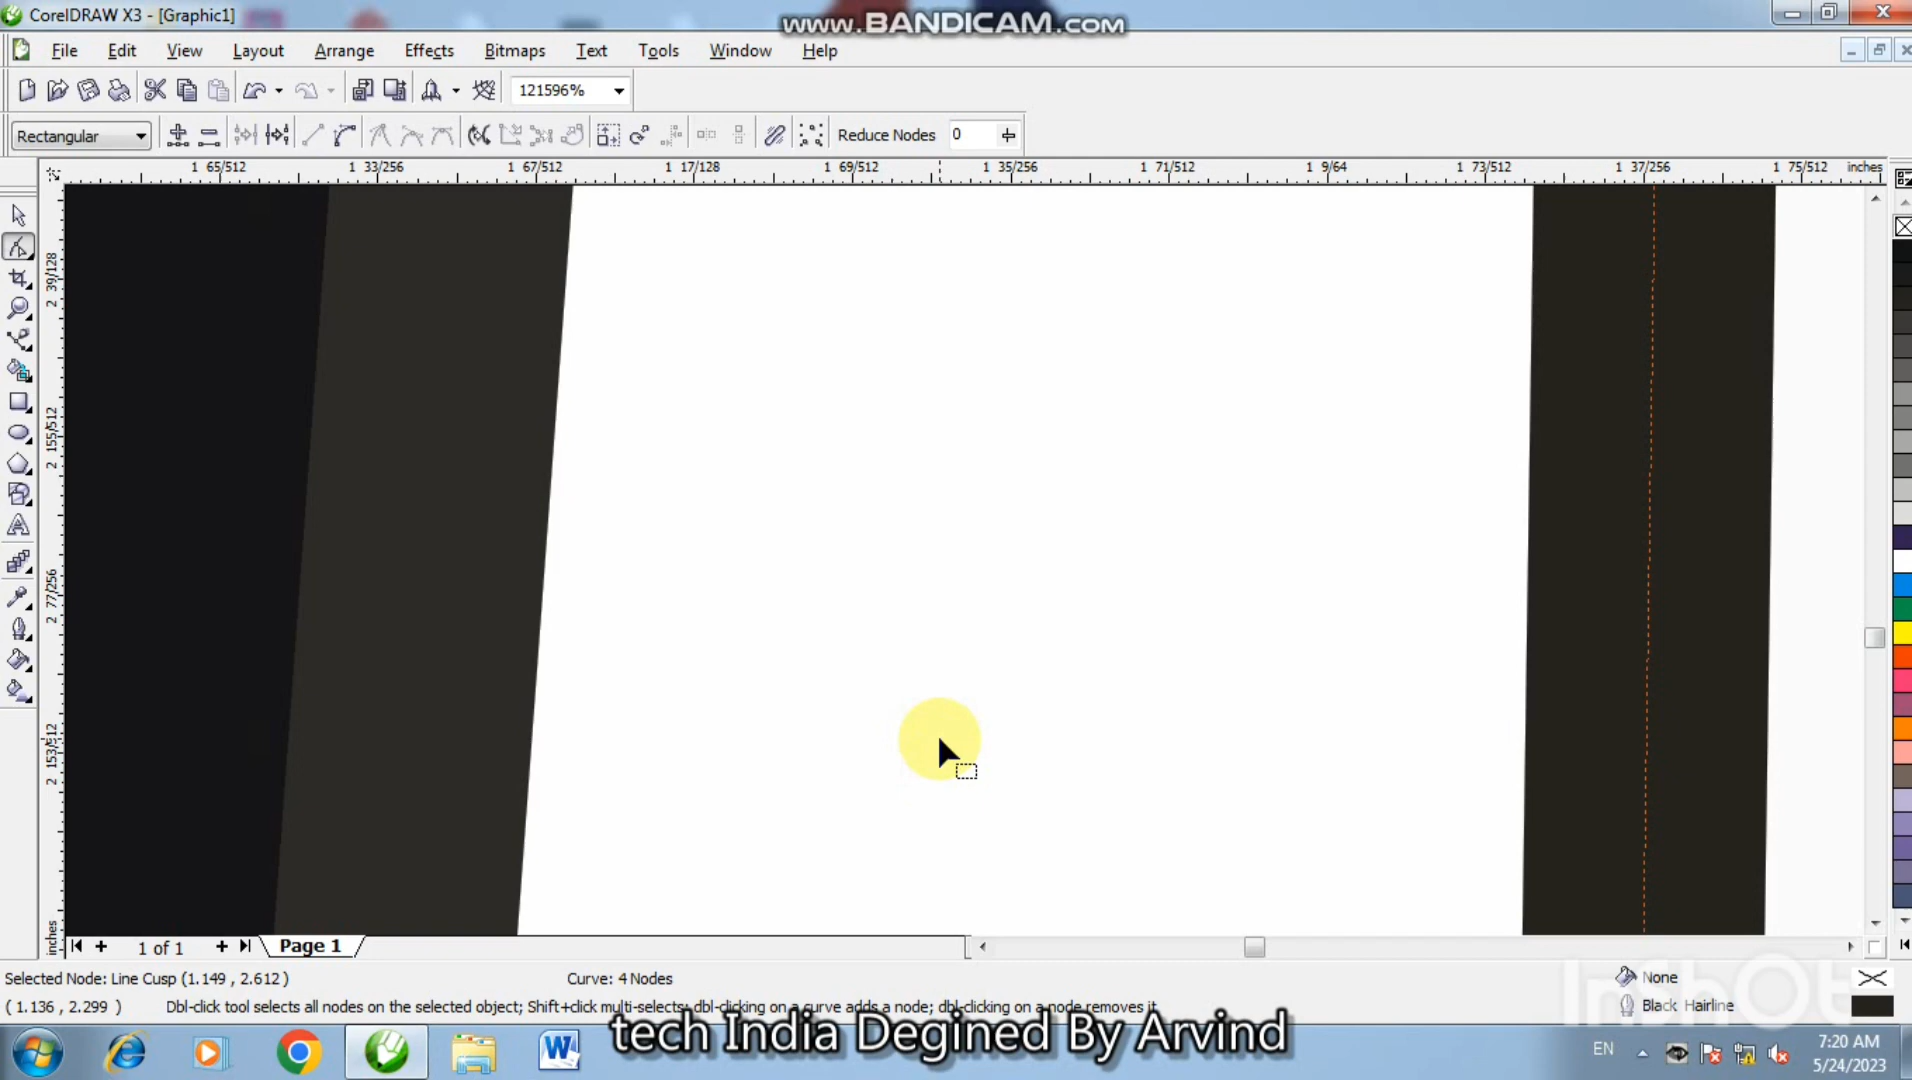 CorelDRAW X3 - [Graphic1]
www.BANDICAM.com
File Edit View Layout Arrange Effects Bitmaps Text Tools Window Help
121596%
Rectangular
Reduce Nodes 0
1 65/512 1 33/256 1 67/512 1 17/128 1 69/512 1 35/256 1 71/512 1 9/64 1 73/512 1 37/256 1 75/512 inches
2 39/128
2 155/512
2 77/256
2 153/512
inches
1 of 1 Page 1
Selected Node: Line Cusp (1.149 , 2.612 ) Curve: 4 Nodes None
( 1.136 , 2.299 ) Dbl-click tool selects all nodes on the selected object; Shift+click multi-selects; dbl-clicking on a curve adds a node; dbl-clicking on a node removes it Black Hairline
InShOt
tech India Degined By Arvind
EN
7:20 AM
5/24/2023